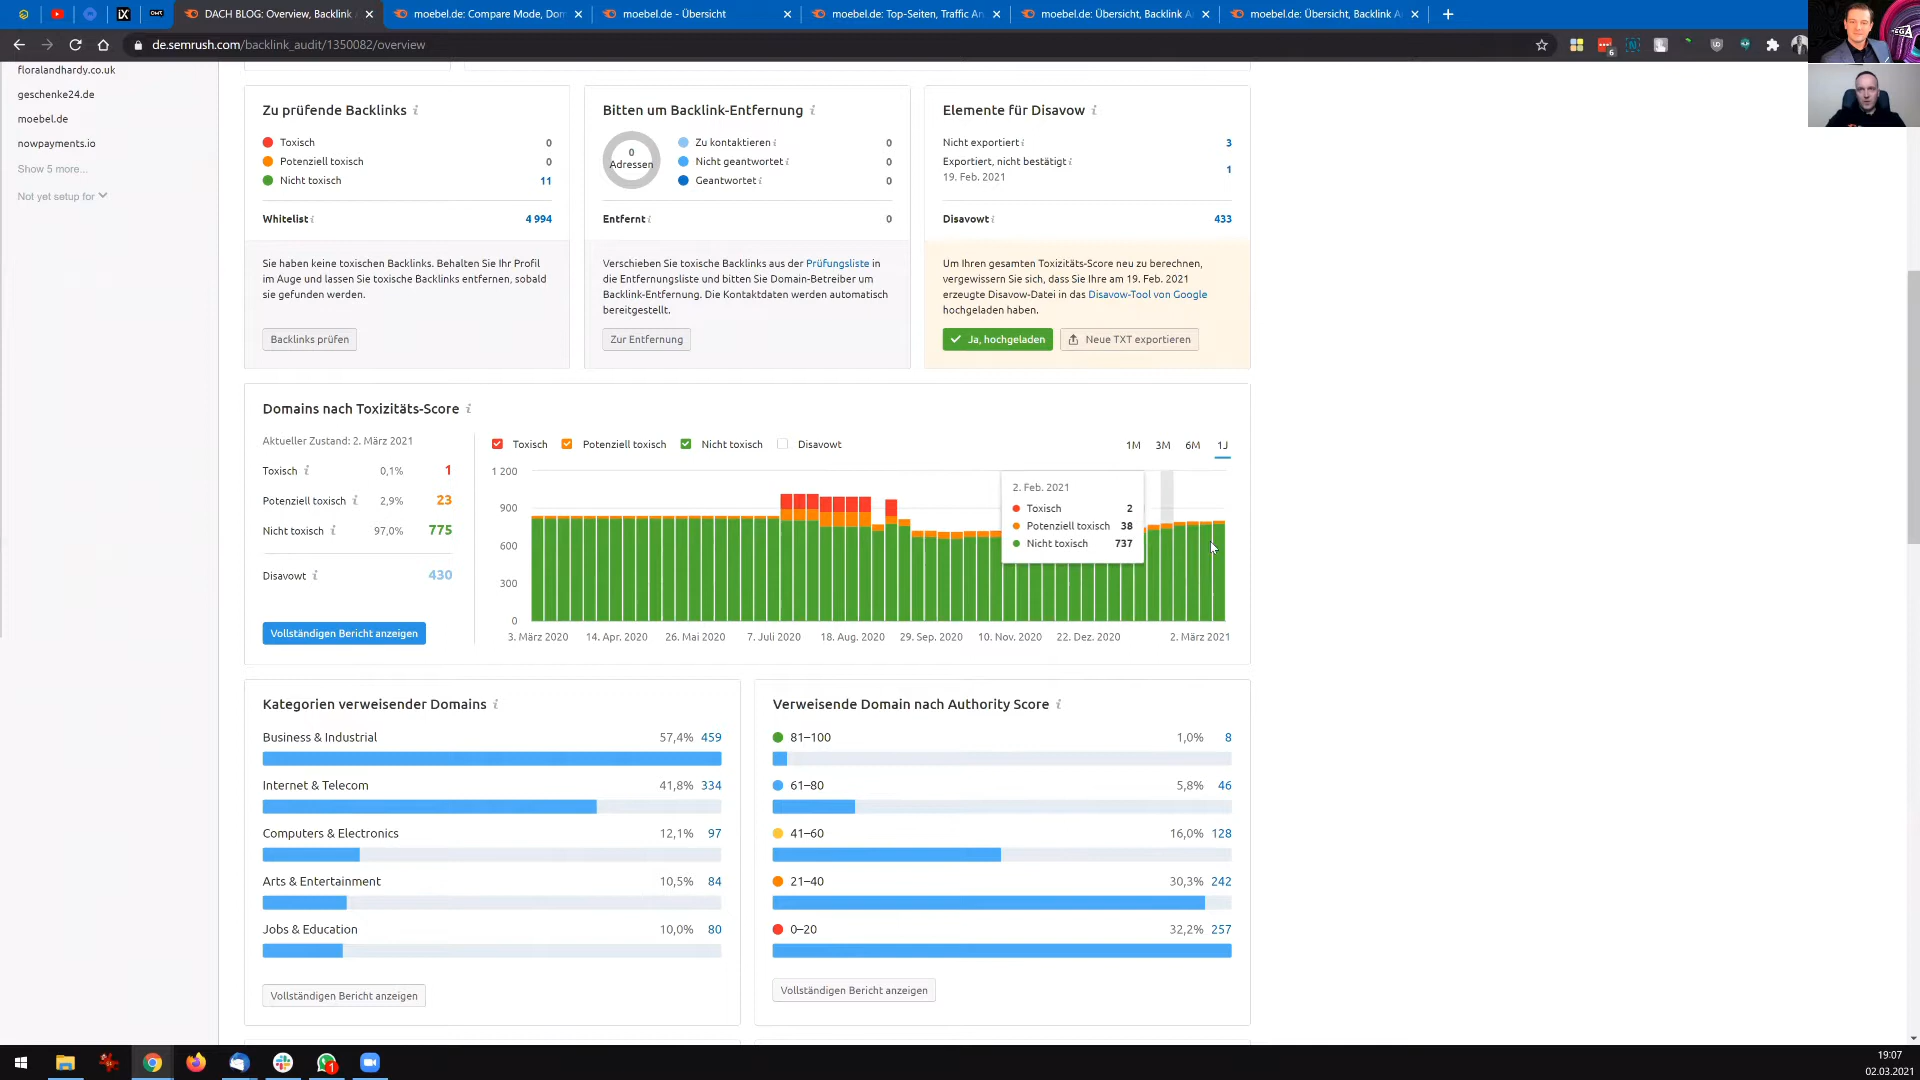 DACH BLOG: Overview, Backlink
moebel.de: Compare Mode, Dom
moebel.de - Übersicht
moebel.de: Top-Seiten, Traffic An
moebel.de: Übersicht, Backlink A
moebel.de: Übersicht, Backlink A
de.semrush.com/backlink_audit/1350082/overview
floralandhardy.co.uk
geschenke24.de
moebel.de
nowpayments.io
Show 5 more...
Not yet setup for
Zu prüfende Backlinks i
Toxisch 0
Potenziell toxisch 0
Nicht toxisch 11
Whitelist i 4 994
Sie haben keine toxischen Backlinks. Behalten Sie Ihr Profil
im Auge und lassen Sie toxische Backlinks entfernen, sobald
sie gefunden werden.
Backlinks prüfen
Bitten um Backlink-Entfernung i
0
Adressen
Zu kontaktieren i 0
Nicht geantwortet i 0
Geantwortet i 0
Entfernt i 0
Verschieben Sie toxische Backlinks aus der Prüfungsliste in
die Entfernungsliste und bitten Sie Domain-Betreiber um
Backlink-Entfernung. Die Kontaktdaten werden automatisch
bereitgestellt.
Zur Entfernung
Elemente für Disavow i
Nicht exportiert i 3
Exportiert, nicht bestätigt i 1
19. Feb. 2021
Disavowt i 433
Um Ihren gesamten Toxizitäts-Score neu zu berechnen,
vergewissern Sie sich, dass Sie Ihre am 19. Feb. 2021
erzeugte Disavow-Datei in das Disavow-Tool von Google
hochgeladen haben.
Ja, hochgeladen
Neue TXT exportieren
Domains nach Toxizitäts-Score i
Aktueller Zustand: 2. März 2021
Toxisch i 0,1% 1
Potenziell toxisch i 2,9% 23
Nicht toxisch i 97,0% 775
Disavowt i 430
Vollständigen Bericht anzeigen
Toxisch Potenziell toxisch Nicht toxisch Disavowt
1M 3M 6M 1J
1 200
900
600
300
0
2. Feb. 2021
Toxisch 2
Potenziell toxisch 38
Nicht toxisch 737
3. März 2020 14. Apr. 2020 26. Mai 2020 7. Juli 2020 18. Aug. 2020 29. Sep. 2020 10. Nov. 2020 22. Dez. 2020 2. März 2021
Kategorien verweisender Domains i
Business & Industrial 57,4% 459
Internet & Telecom 41,8% 334
Computers & Electronics 12,1% 97
Arts & Entertainment 10,5% 84
Jobs & Education 10,0% 80
Vollständigen Bericht anzeigen
Verweisende Domain nach Authority Score i
81–100 1,0% 8
61–80 5,8% 46
41–60 16,0% 128
21–40 30,3% 242
0–20 32,2% 257
Vollständigen Bericht anzeigen
19:07
02.03.2021